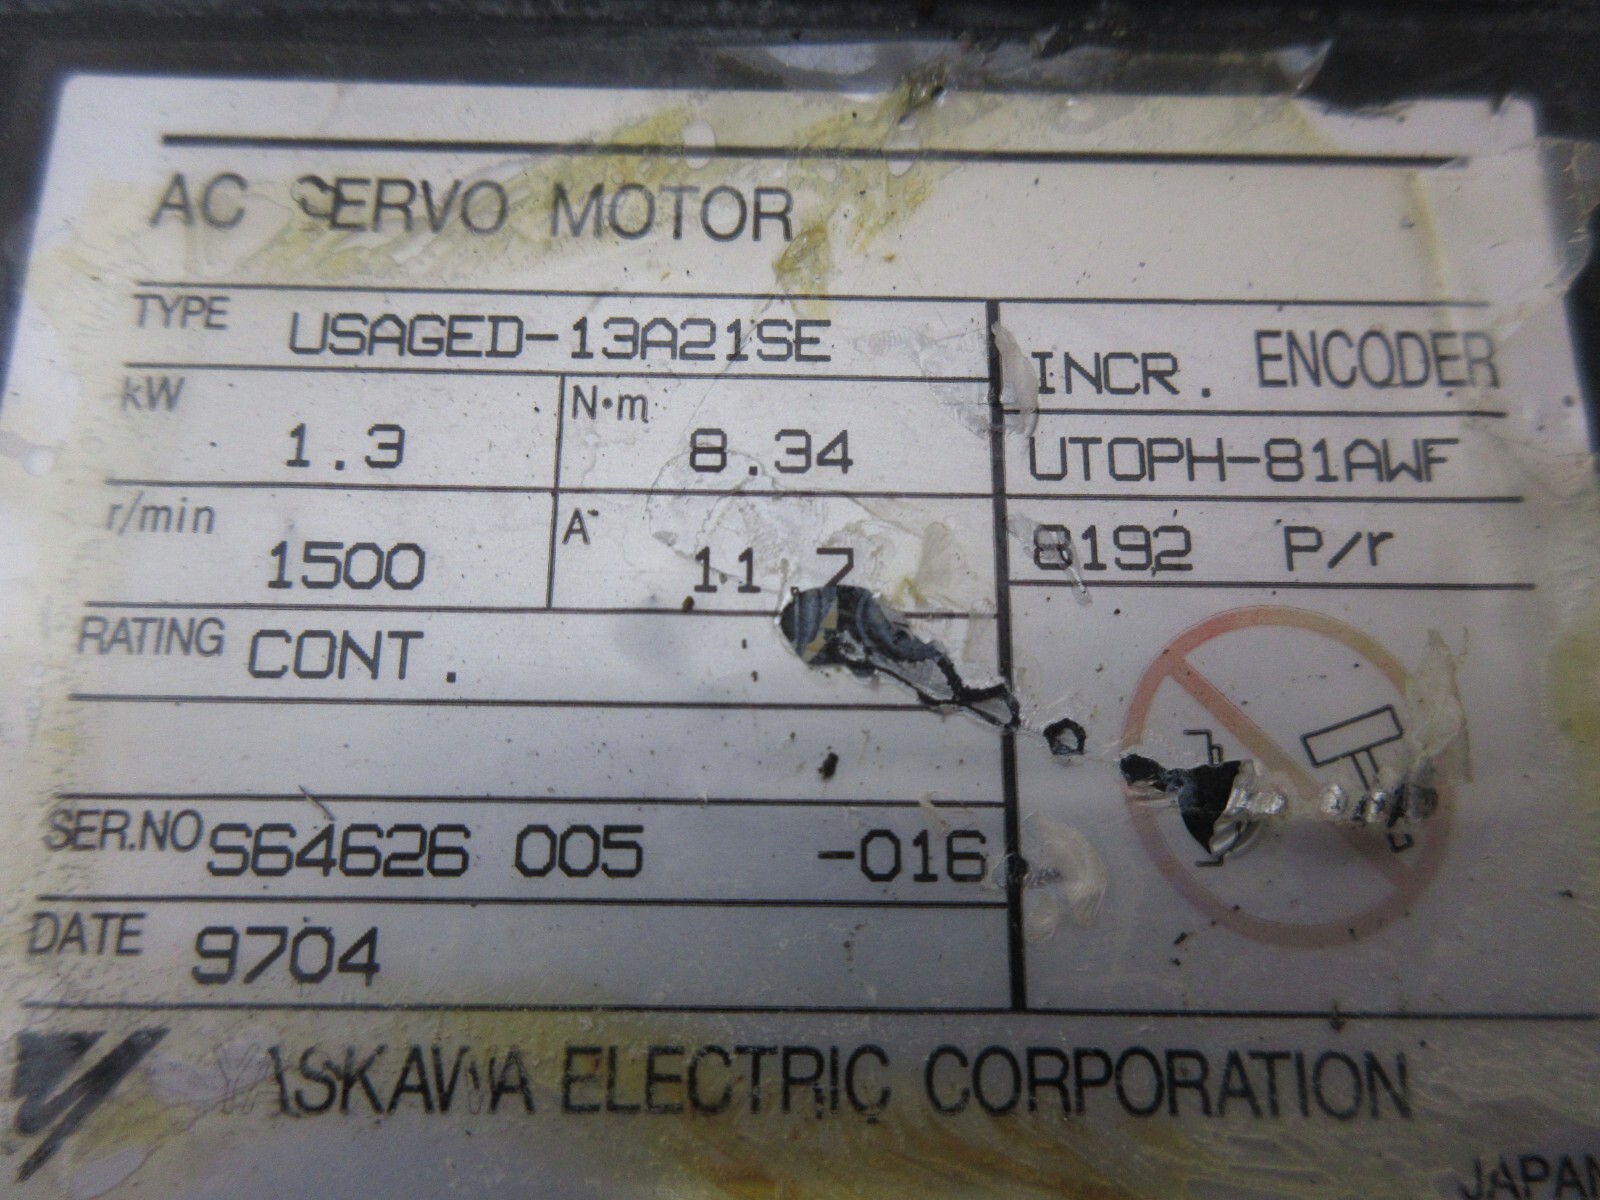 AC SERVO MOTOR
TYPE USAGED-13A21SE
INCR. ENCODER
kW 1.3
N·m 8.34
UTOPH-81AWF
r/min 1500
A 11.7
8192 P/r
RATING CONT.
SER.NO S64626 005 -016
DATE 9704
YASKAWA ELECTRIC CORPORATION
JAPAN